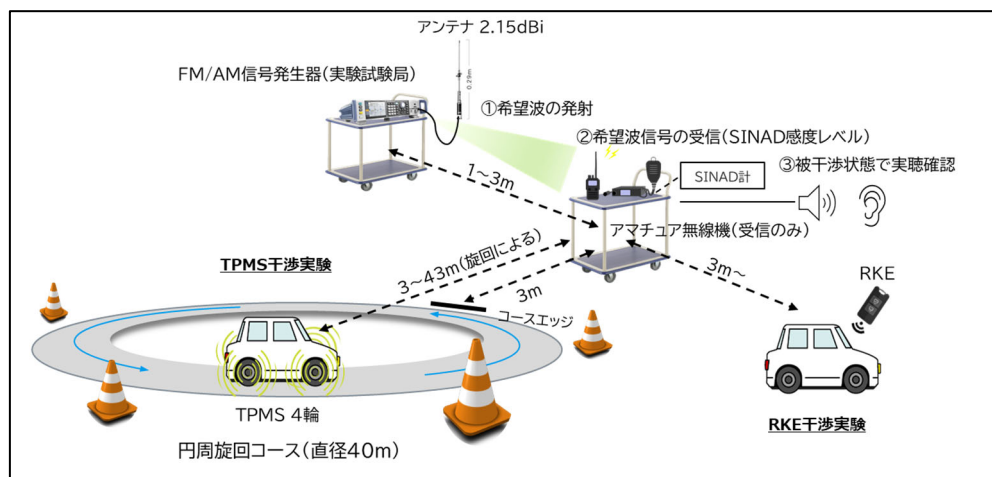 アンテナ 2.15dBi
FM/AM信号発生器(実験試験局)
0.29m
①希望波の発射
②希望波信号の受信(SINAD感度レベル)
SINAD計
③被干渉状態で実聴確認
1~3m
アマチュア無線機(受信のみ)
TPMS干渉実験
3~43m(旋回による)
3m
3m~
RKE
コースエッジ
TPMS 4輪
RKE干渉実験
円周旋回コース(直径40m)